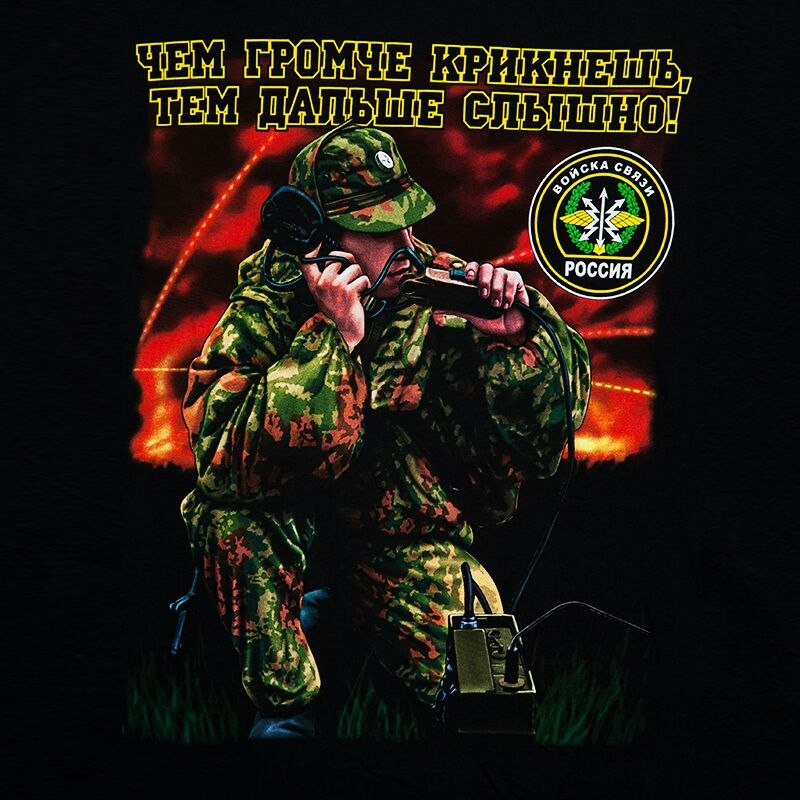 ЧЕМ ГРОМЧЕ КРИКНЕШЬ,
ТЕМ ДАЛЬШЕ СЛЫШНО!
ВОЙСКА СВЯЗИ
РОССИЯ